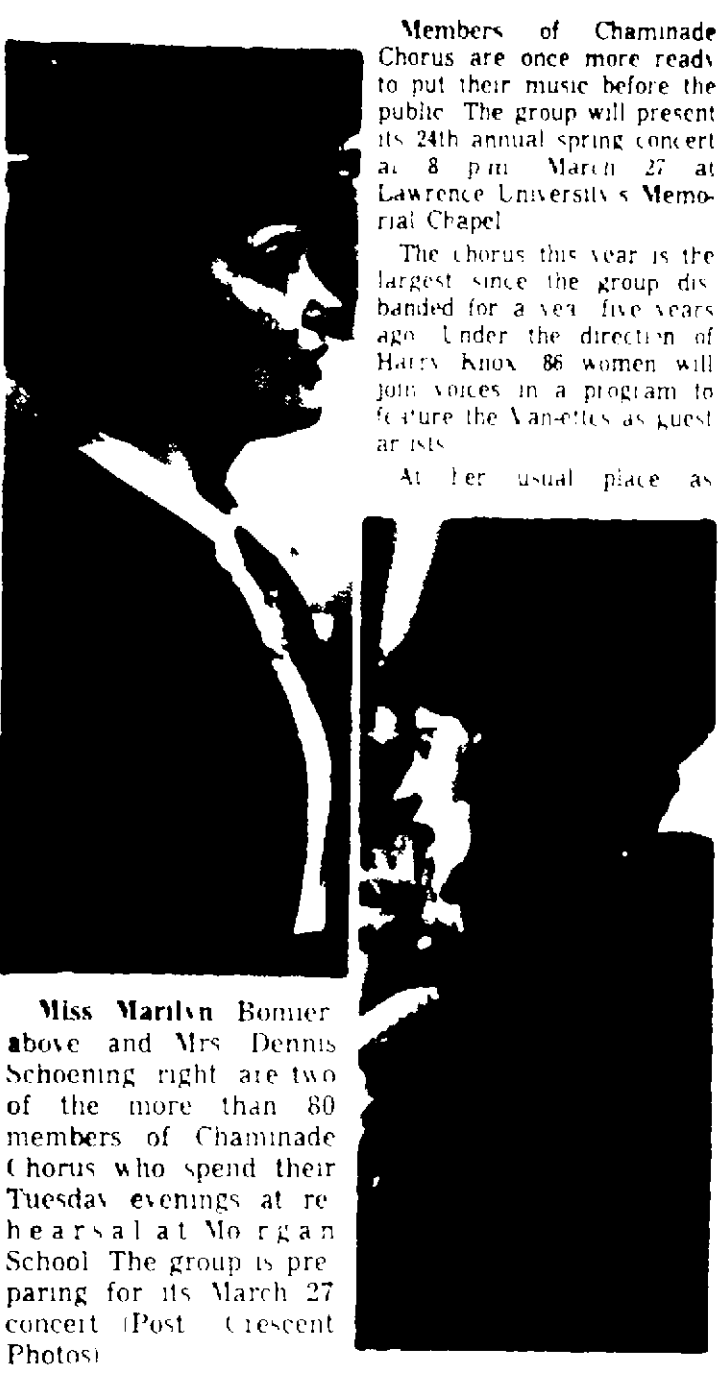 Members of Chaminade
Chorus are once more ready
to put their music before the
public The group will present
its 24th annual spring concert
at 8 p m March 27 at
Lawrence University s Memo-
rial Chapel
The chorus this year is the
largest since the group dis
banded for a year five years
ago Under the direction of
Harry Knox 86 women will
join voices in a program to
feature the Van-ettes as guest
artists
At her usual place as
Miss Marilyn
above and Mrs Dennis
Schoening right are two
of the more than 80
members of Chaminade
Chorus who spend their
Tuesday evenings at re
hearsal at Morgan
School The group is pre
paring for its March 27
concert (Post Crescent
Photos)